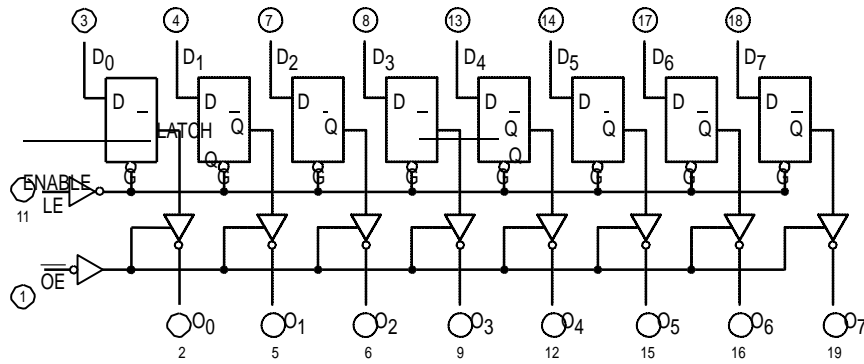 3 4 7 8 13 14 17 18
D0 D1 D2 D3 D4 D5 D6 D7
D D D D D D D D
Q Q Q Q Q Q
LATCH
Q Q
G G G G G G G G
ENABLE
LE
11
OE
1
O0 O1 O2 O3 O4 O5 O6 O7
2 5 6 9 12 15 16 19